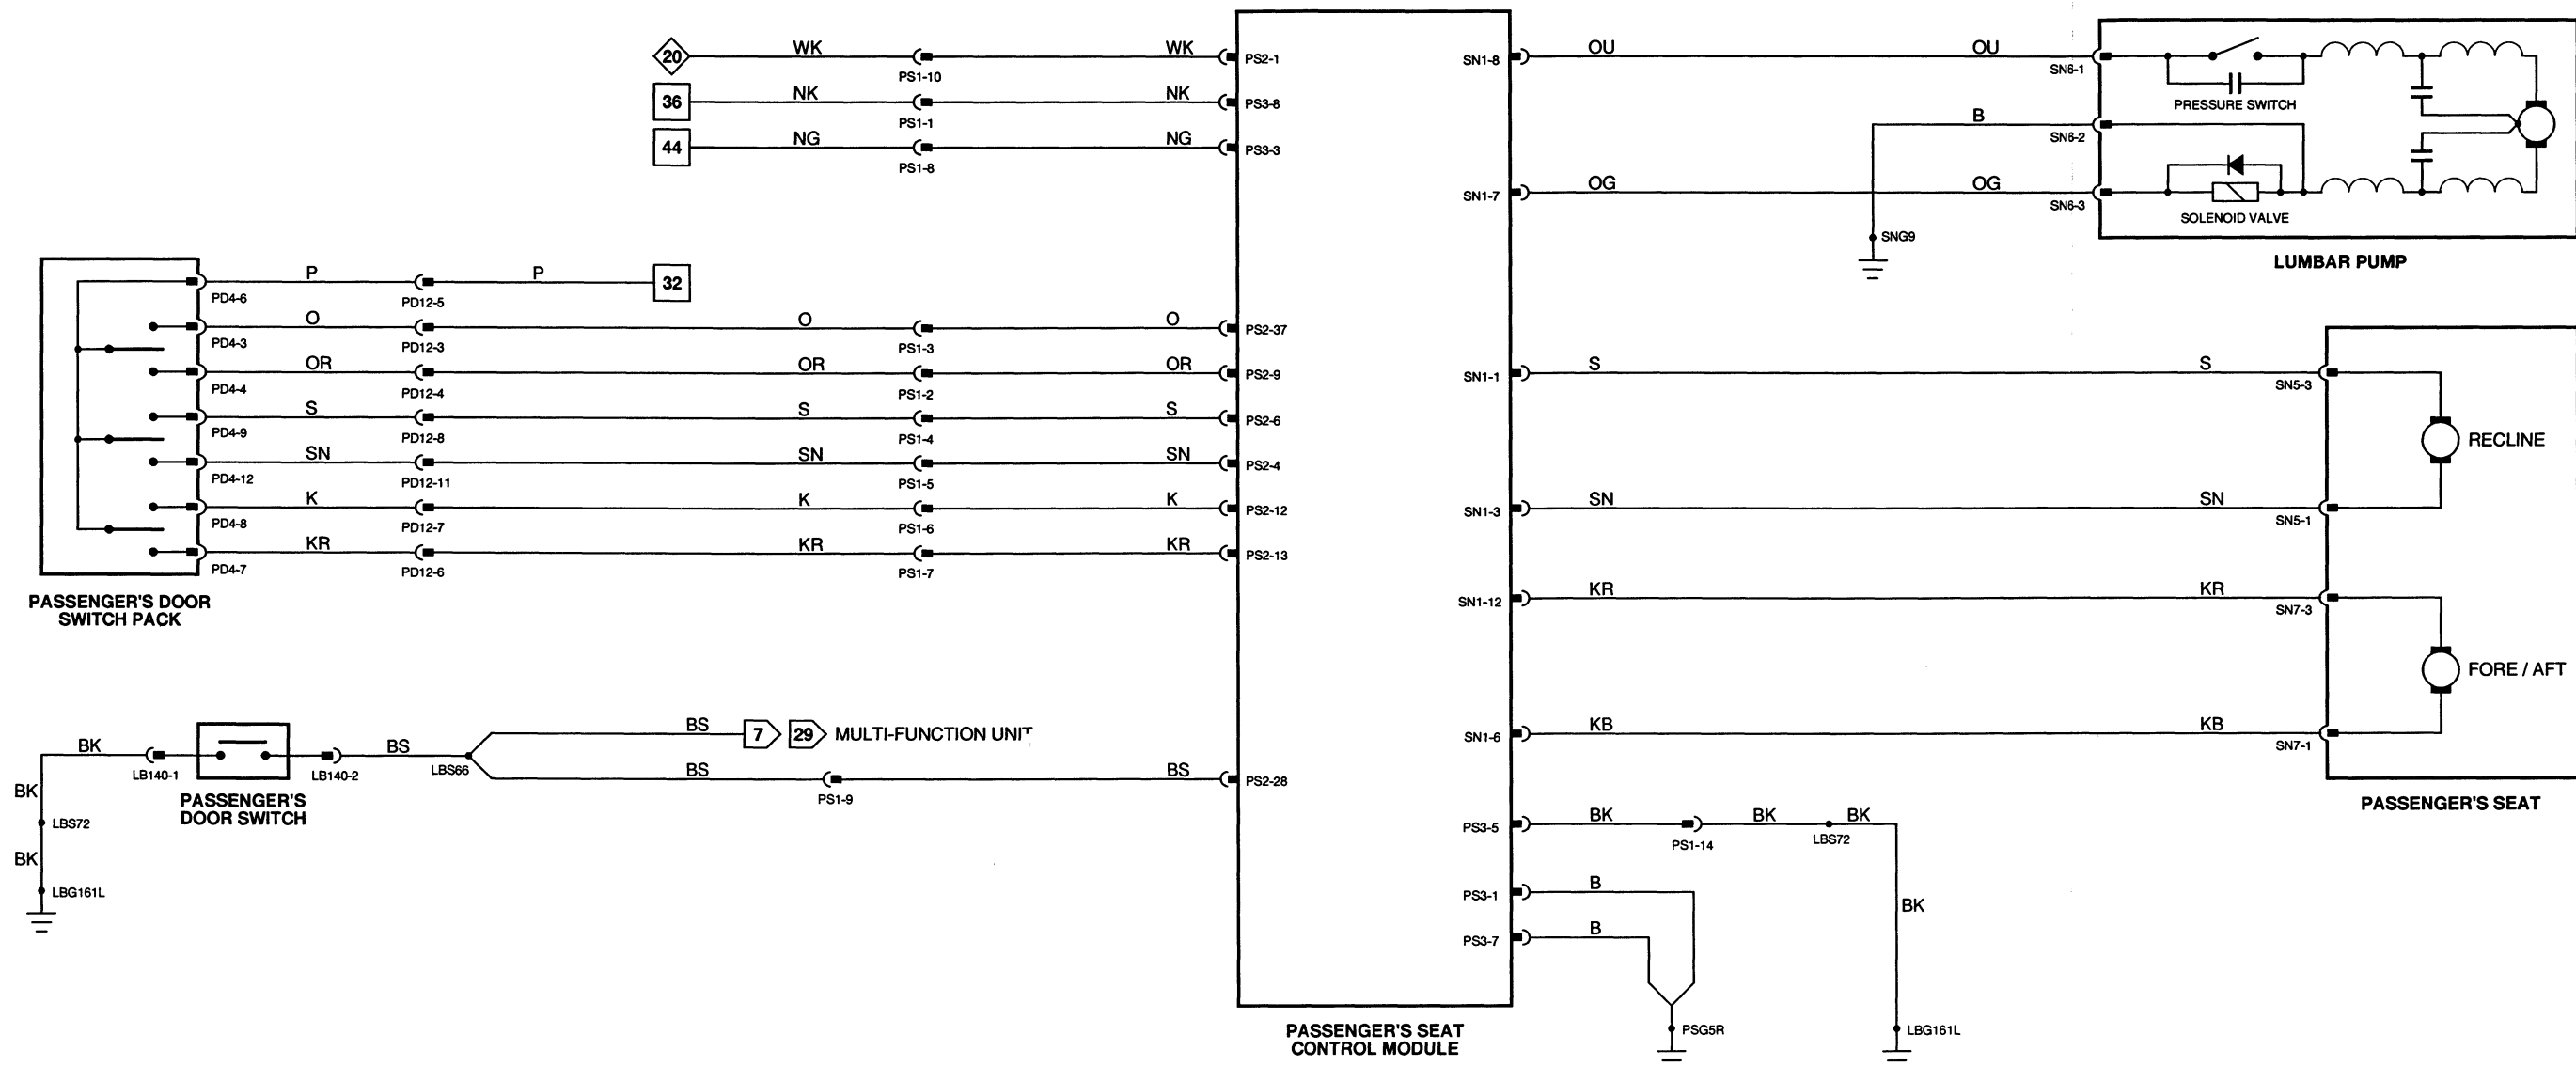 20 WK PS1-10 WK PS2-1
36 NK PS1-1 NK PS3-8
44 NG PS1-8 NG PS3-3
P PD4-6 PD12-5 P 32
O PD4-3 PD12-3 O PS1-3 O PS2-37
OR PD4-4 PD12-4 OR PS1-2 OR PS2-9
S PD4-9 PD12-8 S PS1-4 S PS2-6
SN PD4-12 PD12-11 SN PS1-5 SN PS2-4
K PD4-8 PD12-7 K PS1-6 K PS2-12
KR PD4-7 PD12-6 KR PS1-7 KR PS2-13
PASSENGER'S DOOR
SWITCH PACK
BS 7 29 MULTI-FUNCTION UNIT
BK LB140-1 LB140-2 BS LBS66
BS PS1-9 BS PS2-28
PASSENGER'S
DOOR SWITCH
BK
LBS72
BK
LBG161L
PASSENGER'S SEAT
CONTROL MODULE
SN1-8 OU OU SN6-1
PRESSURE SWITCH
B SN6-2
SN1-7 OG OG SN6-3
SOLENOID VALVE
SNG9
LUMBAR PUMP
SN1-1 S S SN5-3
RECLINE
SN1-3 SN SN SN5-1
SN1-12 KR KR SN7-3
FORE / AFT
SN1-6 KB KB SN7-1
PASSENGER'S SEAT
PS3-5 BK PS1-14 BK LBS72 BK
PS3-1 B
BK
PS3-7 B
PSG5R
LBG161L